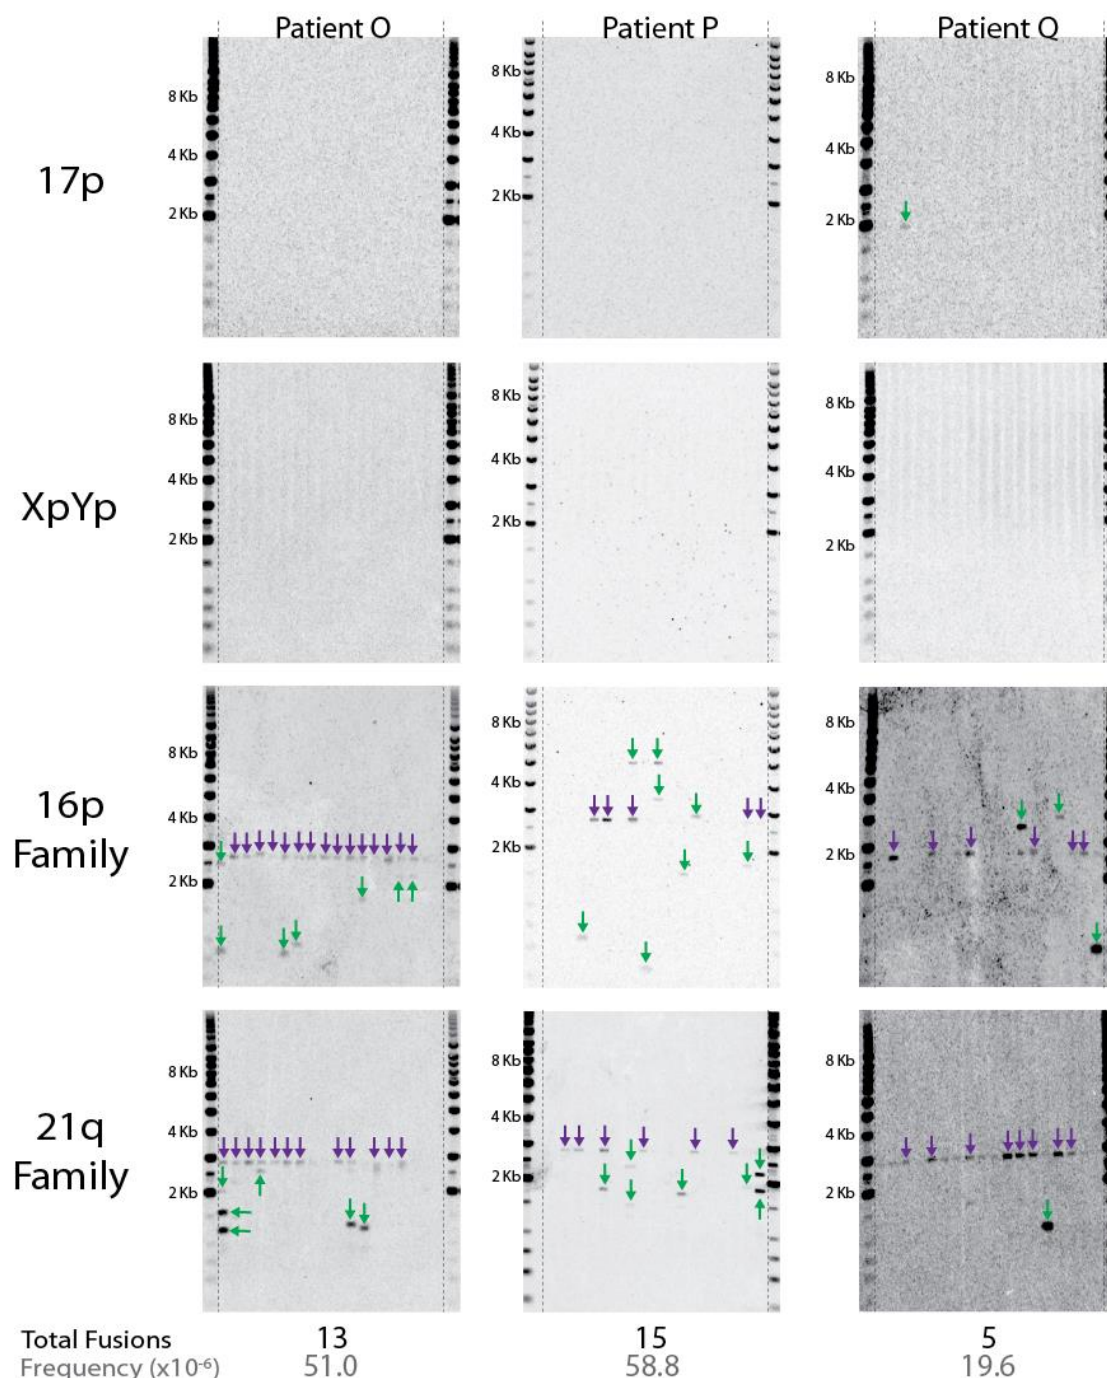 Patient O Patient P Patient Q
17p
8 Kb
4 Kb
2 Kb
8 Kb
4 Kb
2 Kb
8 Kb
4 Kb
2 Kb
XpYp
8 Kb
4 Kb
2 Kb
8 Kb
4 Kb
2 Kb
8 Kb
4 Kb
2 Kb
16p
Family
8 Kb
4 Kb
2 Kb
8 Kb
4 Kb
2 Kb
8 Kb
4 Kb
2 Kb
21q
Family
8 Kb
4 Kb
2 Kb
8 Kb
4 Kb
2 Kb
8 Kb
4 Kb
2 Kb
Total Fusions 13 15 5
Frequency (x10⁻⁶) 51.0 58.8 19.6